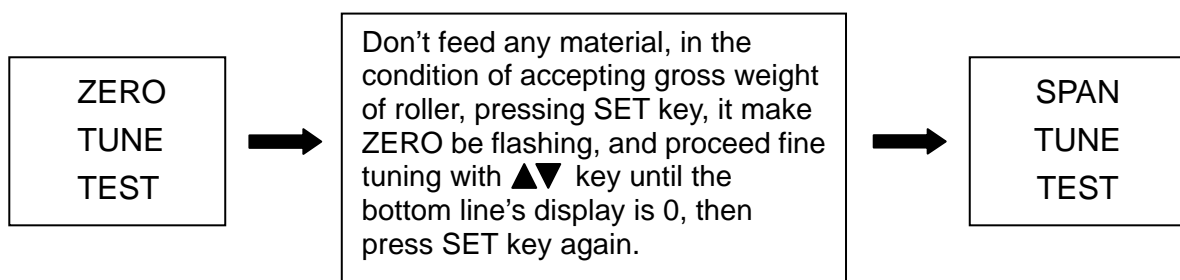 ZERO
TUNE
TEST
Don't feed any material, in the
condition of accepting gross weight
of roller, pressing SET key, it make
ZERO be flashing, and proceed fine
tuning with ▲▼ key until the
bottom line's display is 0, then
press SET key again.
SPAN
TUNE
TEST